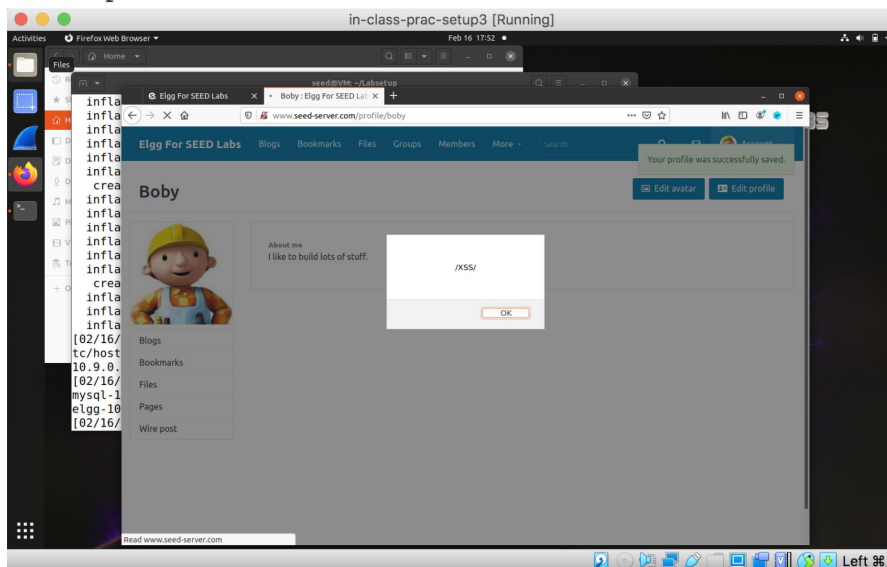 in-class-prac-setup3 [Running]
Activities Firefox Web Browser Feb 16 17:52
Home
Files
seed@VM: ~/Labsetup
Elgg For SEED Labs
Boby : Elgg For SEED Lab
www.seed-server.com/profile/boby
Elgg For SEED Labs Blogs Bookmarks Files Groups Members More Search Account
Your profile was successfully saved.
Boby
Edit avatar Edit profile
About me
I like to build lots of stuff.
/XSS/
OK
Blogs
Bookmarks
Files
Pages
Wire post
infla
infla
infla
infla
infla
infla
crea
infla
infla
infla
infla
infla
crea
infla
infla
infla
[02/16/
tc/host
10.9.0.
[02/16/
mysql-1
elgg-10
[02/16/
Read www.seed-server.com
Left ⌘